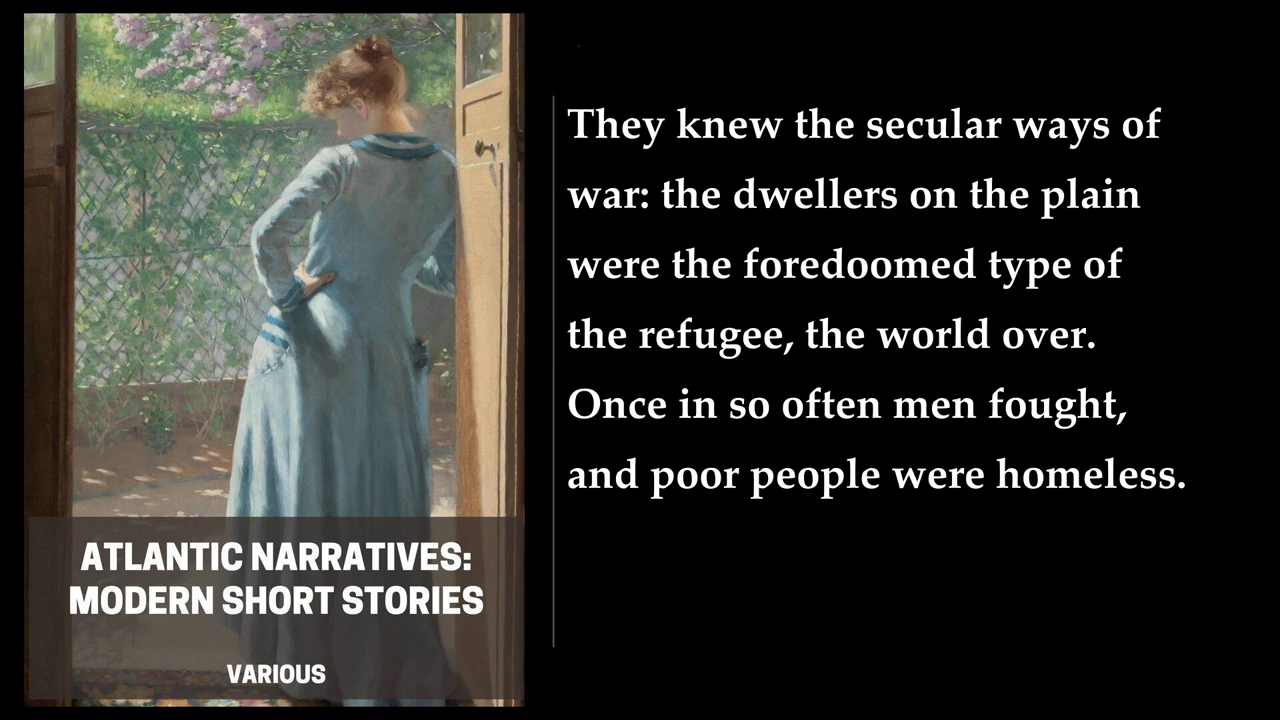 They knew the secular ways of
war: the dwellers on the plain
were the foredoomed type of
the refugee, the world over.
Once in so often men fought,
and poor people were homeless.
ATLANTIC NARRATIVES:
MODERN SHORT STORIES
VARIOUS